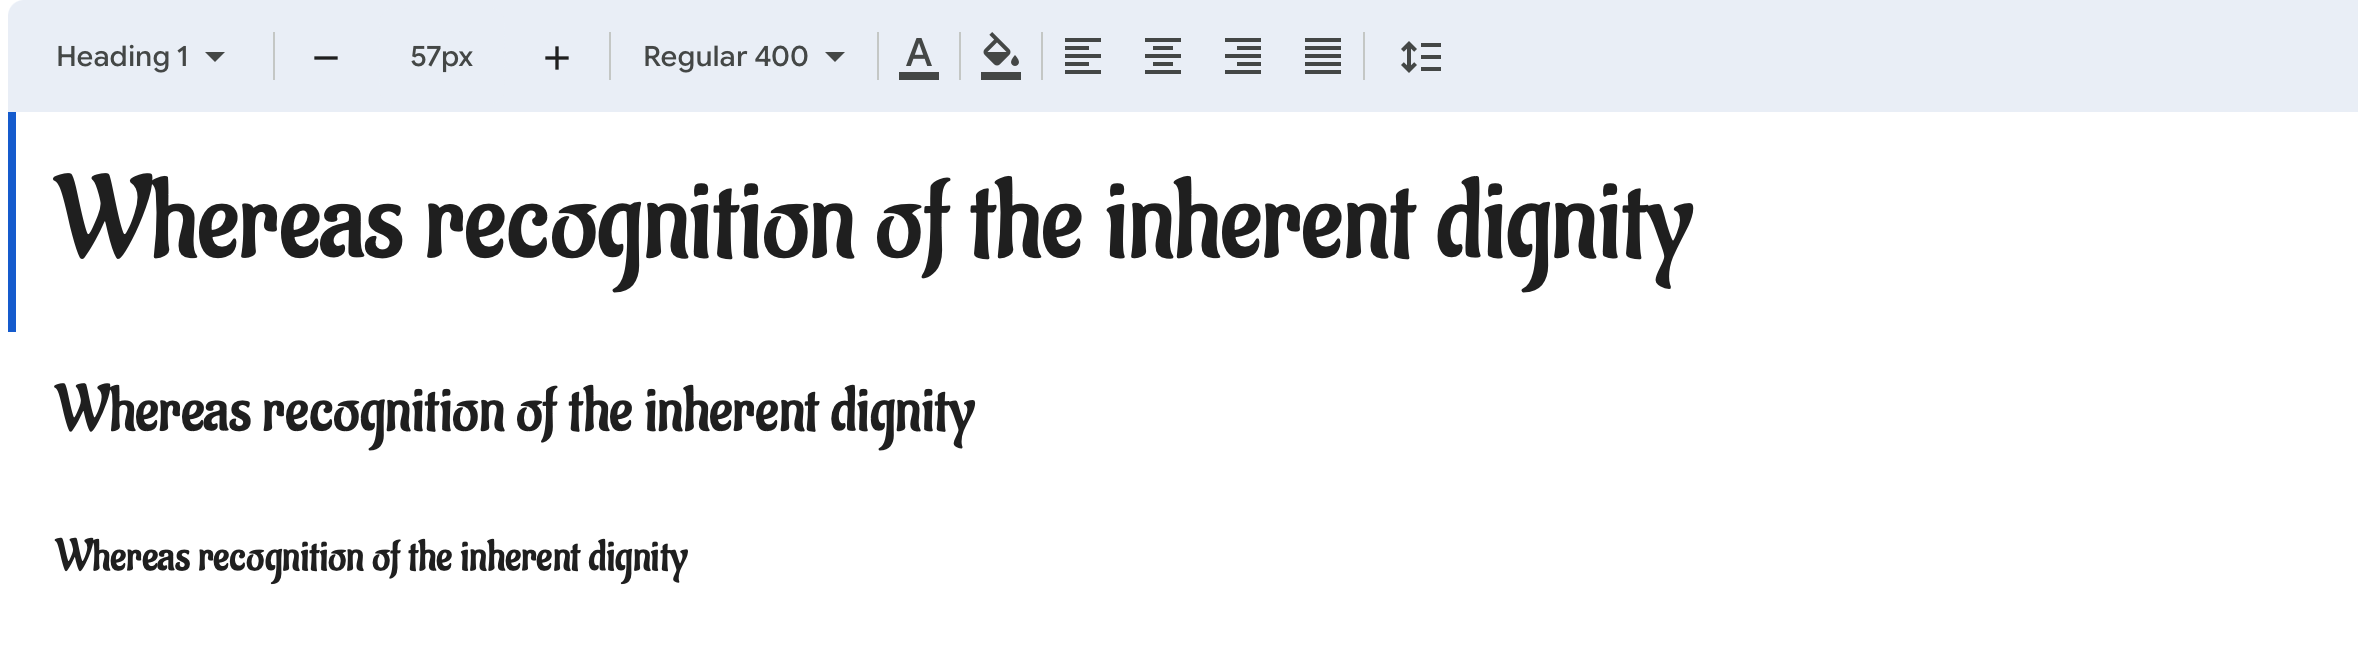 Heading 1 57px Regular 400
Whereas recognition of the inherent dignity
Whereas recognition of the inherent dignity
Whereas recognition of the inherent dignity